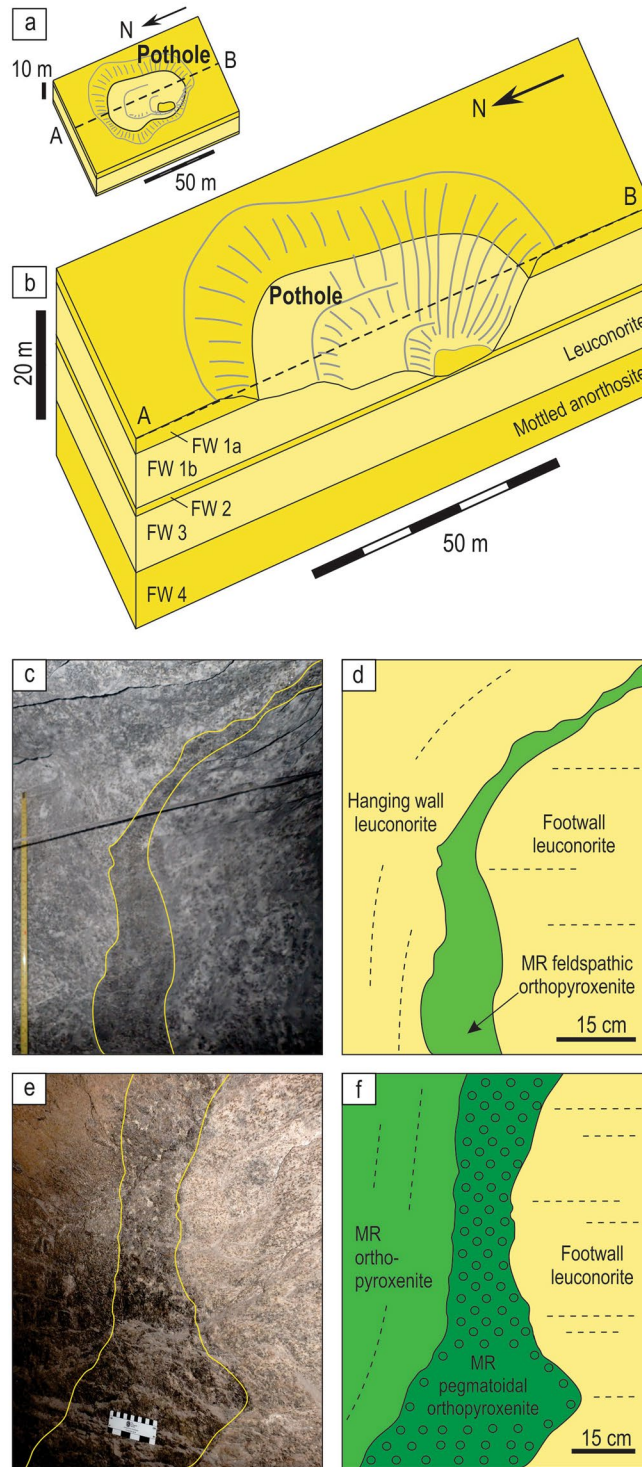 a
N
Pothole
B
10 m
A
50 m
N
B
b
Pothole
20 m
Leuconorite
A
Mottled anorthosite
FW 1a
FW 1b
FW 2
FW 3
50 m
FW 4
c
d
Hanging wall
leuconorite
Footwall
leuconorite
MR feldspathic
orthopyroxenite
15 cm
e
f
MR
ortho-
pyroxenite
Footwall
leuconorite
MR
pegmatoidal
orthopyroxenite
15 cm